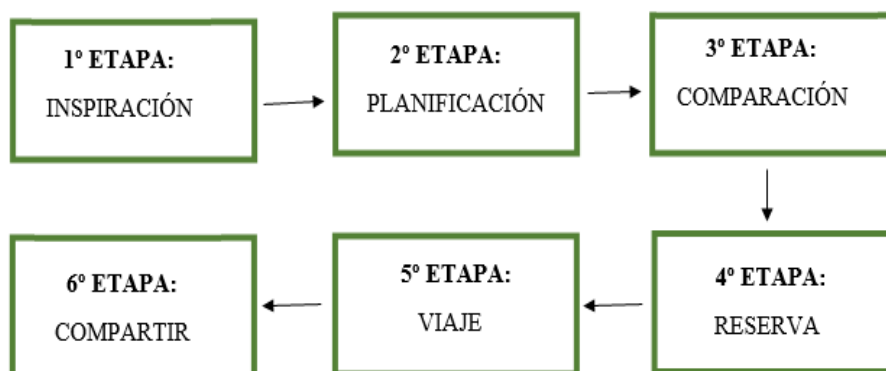 1º ETAPA:
INSPIRACIÓN
2º ETAPA:
PLANIFICACIÓN
3º ETAPA:
COMPARACIÓN
4º ETAPA:
RESERVA
5º ETAPA:
VIAJE
6º ETAPA:
COMPARTIR